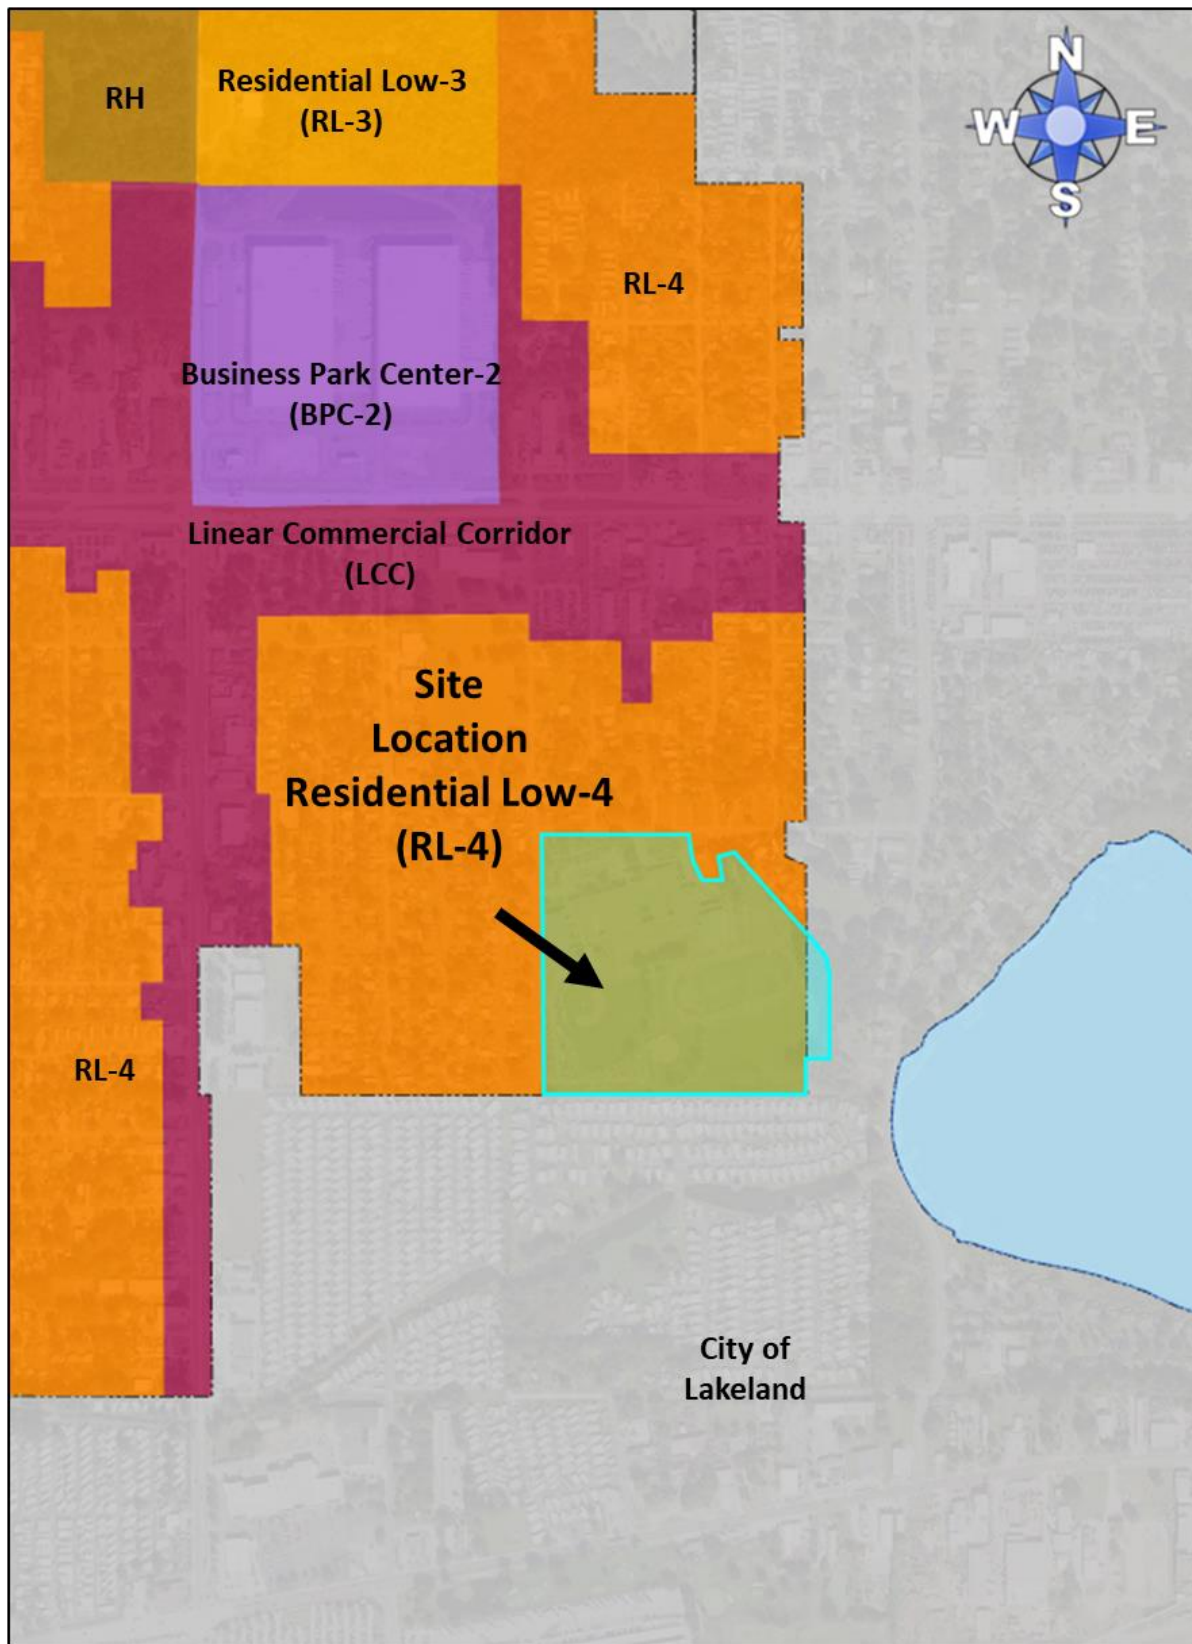 N
W E
S
RH
Residential Low-3
(RL-3)
RL-4
Business Park Center-2
(BPC-2)
Linear Commercial Corridor
(LCC)
Site
Location
Residential Low-4
(RL-4)
RL-4
City of
Lakeland